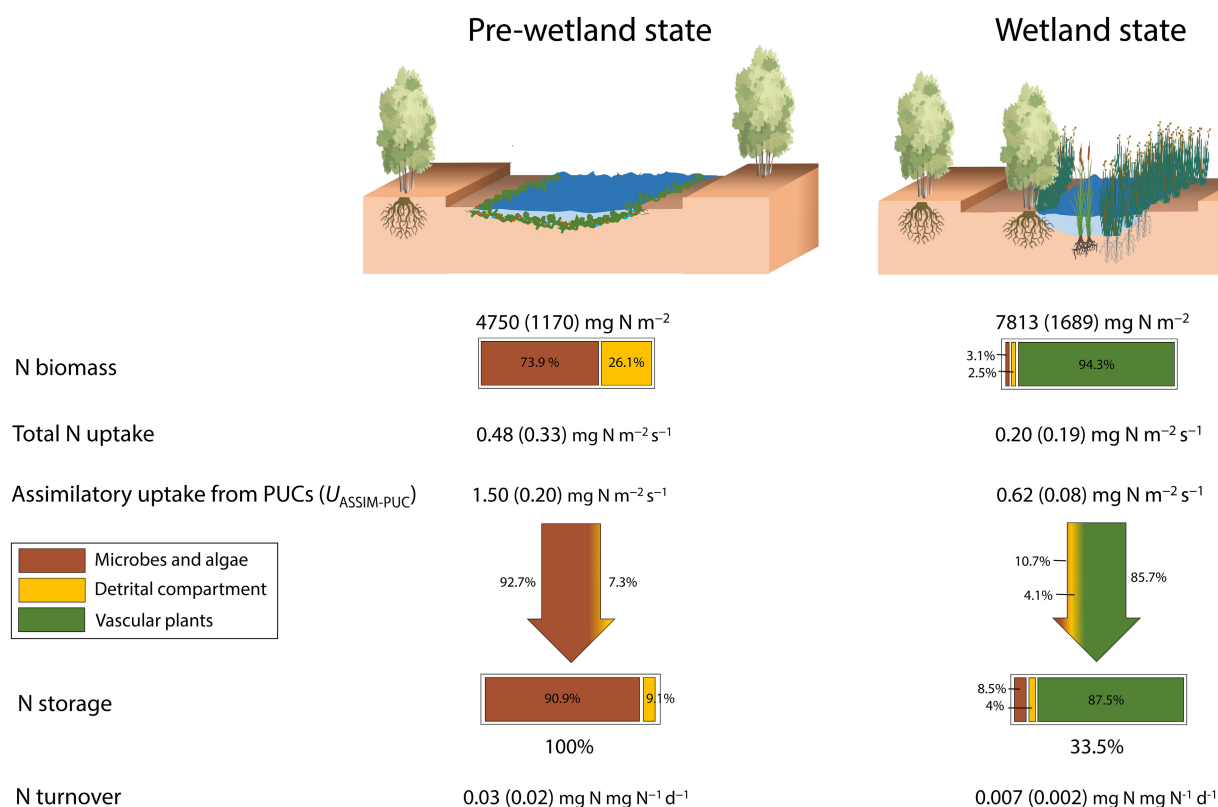 Pre-wetland state
Wetland state
4750 (1170) mg N m⁻²
7813 (1689) mg N m⁻²
N biomass
73.9 %
26.1%
3.1%
2.5%
94.3%
Total N uptake
0.48 (0.33) mg N m⁻² s⁻¹
0.20 (0.19) mg N m⁻² s⁻¹
Assimilatory uptake from PUCs (U_ASSIM-PUC)
1.50 (0.20) mg N m⁻² s⁻¹
0.62 (0.08) mg N m⁻² s⁻¹
Microbes and algae
Detrital compartment
Vascular plants
92.7%
7.3%
10.7%
4.1%
85.7%
N storage
90.9%
9.1%
8.5%
4%
87.5%
100%
33.5%
N turnover
0.03 (0.02) mg N mg N⁻¹ d⁻¹
0.007 (0.002) mg N mg N⁻¹ d⁻¹